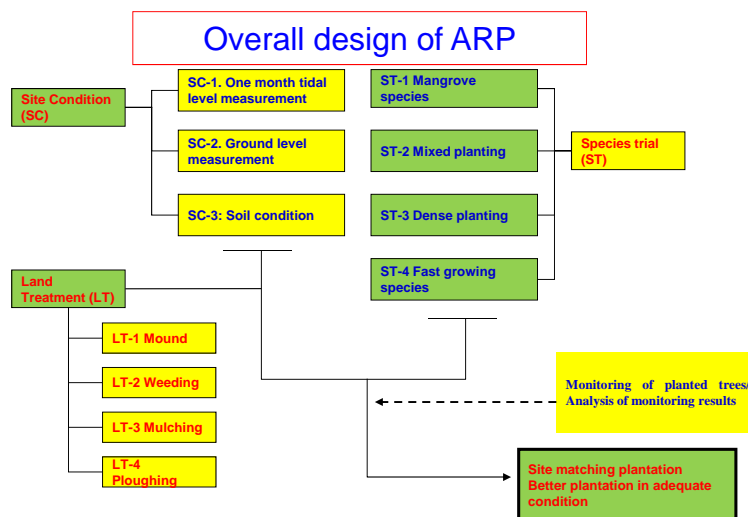 Overall design of ARP
Site Condition
(SC)
SC-1. One month tidal
level measurement
SC-2. Ground level
measurement
SC-3: Soil condition
ST-1 Mangrove
species
ST-2 Mixed planting
ST-3 Dense planting
ST-4 Fast growing
species
Species trial
(ST)
Land
Treatment (LT)
LT-1 Mound
LT-2 Weeding
LT-3 Mulching
LT-4
Ploughing
Monitoring of planted trees/
Analysis of monitoring results
Site matching plantation
Better plantation in adequate
condition